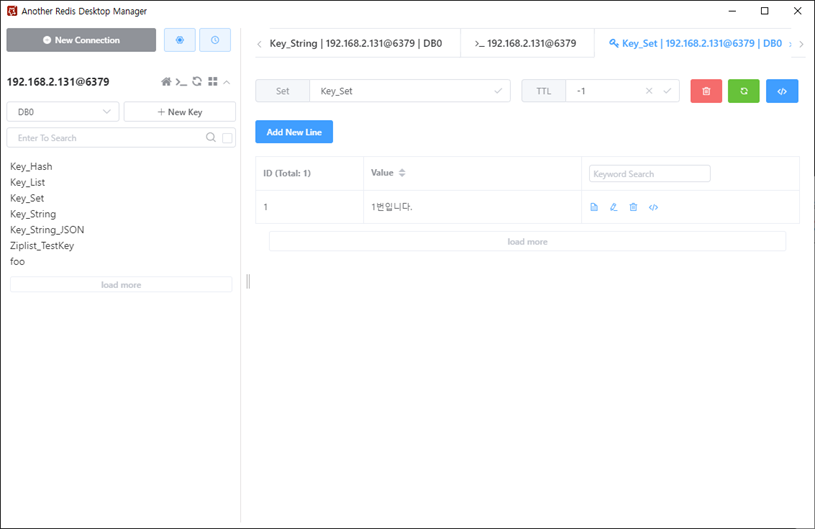 Another Redis Desktop Manager
New Connection
192.168.2.131@6379
DB0
+ New Key
Enter To Search
Key_Hash
Key_List
Key_Set
Key_String
Key_String_JSON
Ziplist_TestKey
foo
load more
Key_String | 192.168.2.131@6379 | DB0
>_ 192.168.2.131@6379
Key_Set | 192.168.2.131@6379 | DB0
Set Key_Set TTL -1
Add New Line
ID (Total: 1) Value Keyword Search
1 1번입니다.
load more